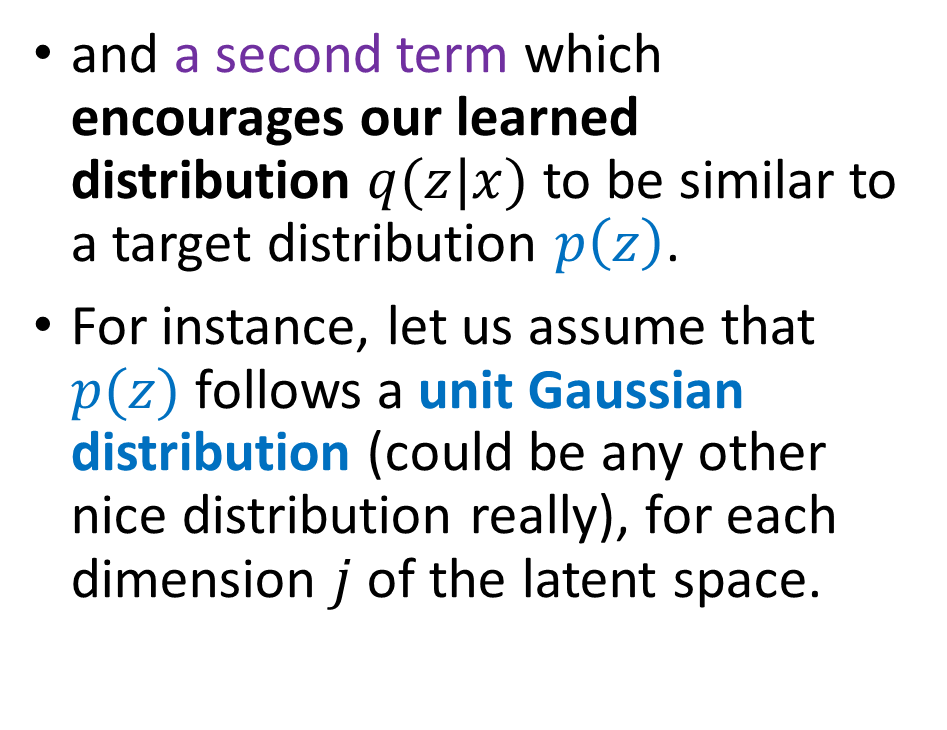 • and a second term which
encourages our learned
distribution q(z|x) to be similar to
a target distribution p(z).
• For instance, let us assume that
p(z) follows a unit Gaussian
distribution (could be any other
nice distribution really), for each
dimension j of the latent space.